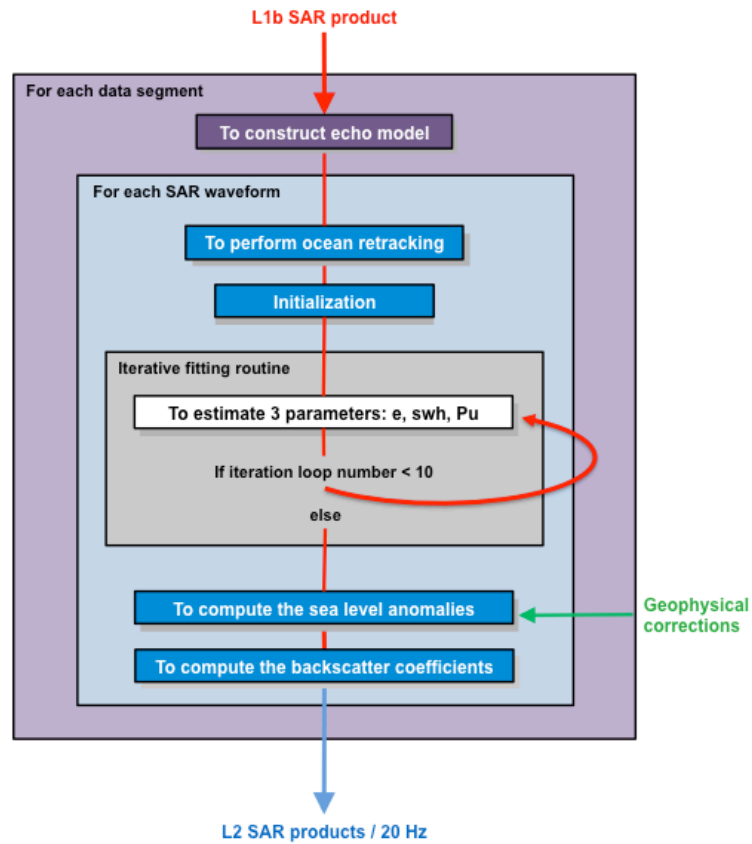 L1b SAR product
For each data segment
To construct echo model
For each SAR waveform
To perform ocean retracking
Initialization
Iterative fitting routine
To estimate 3 parameters: e, swh, Pu
If iteration loop number < 10
else
To compute the sea level anomalies
Geophysical
corrections
To compute the backscatter coefficients
L2 SAR products / 20 Hz